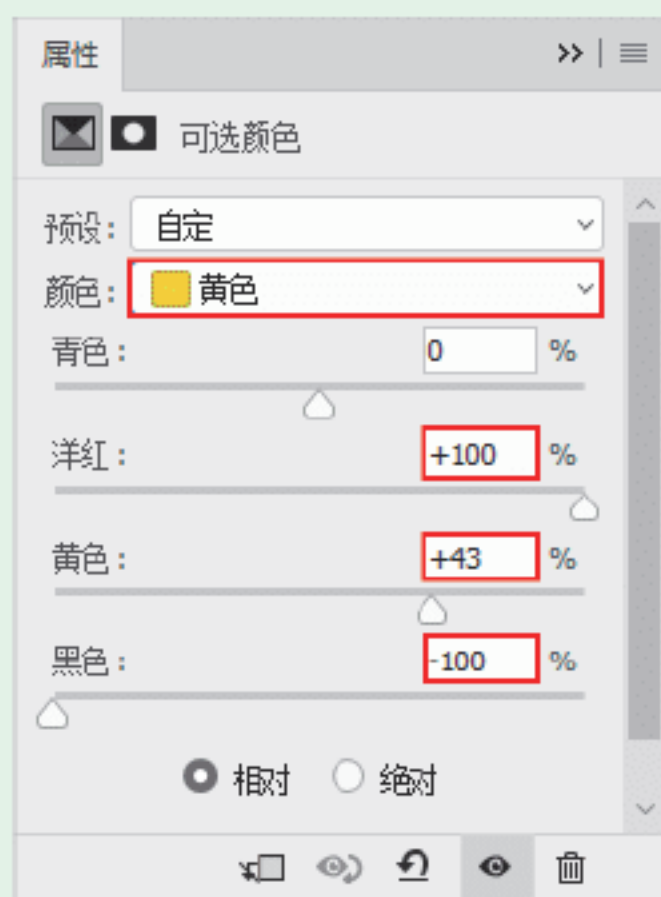 属性
可选颜色
预设： 自定
颜色： 黄色
青色： 0 %
洋红： +100 %
黄色： +43 %
黑色： -100 %
相对 绝对